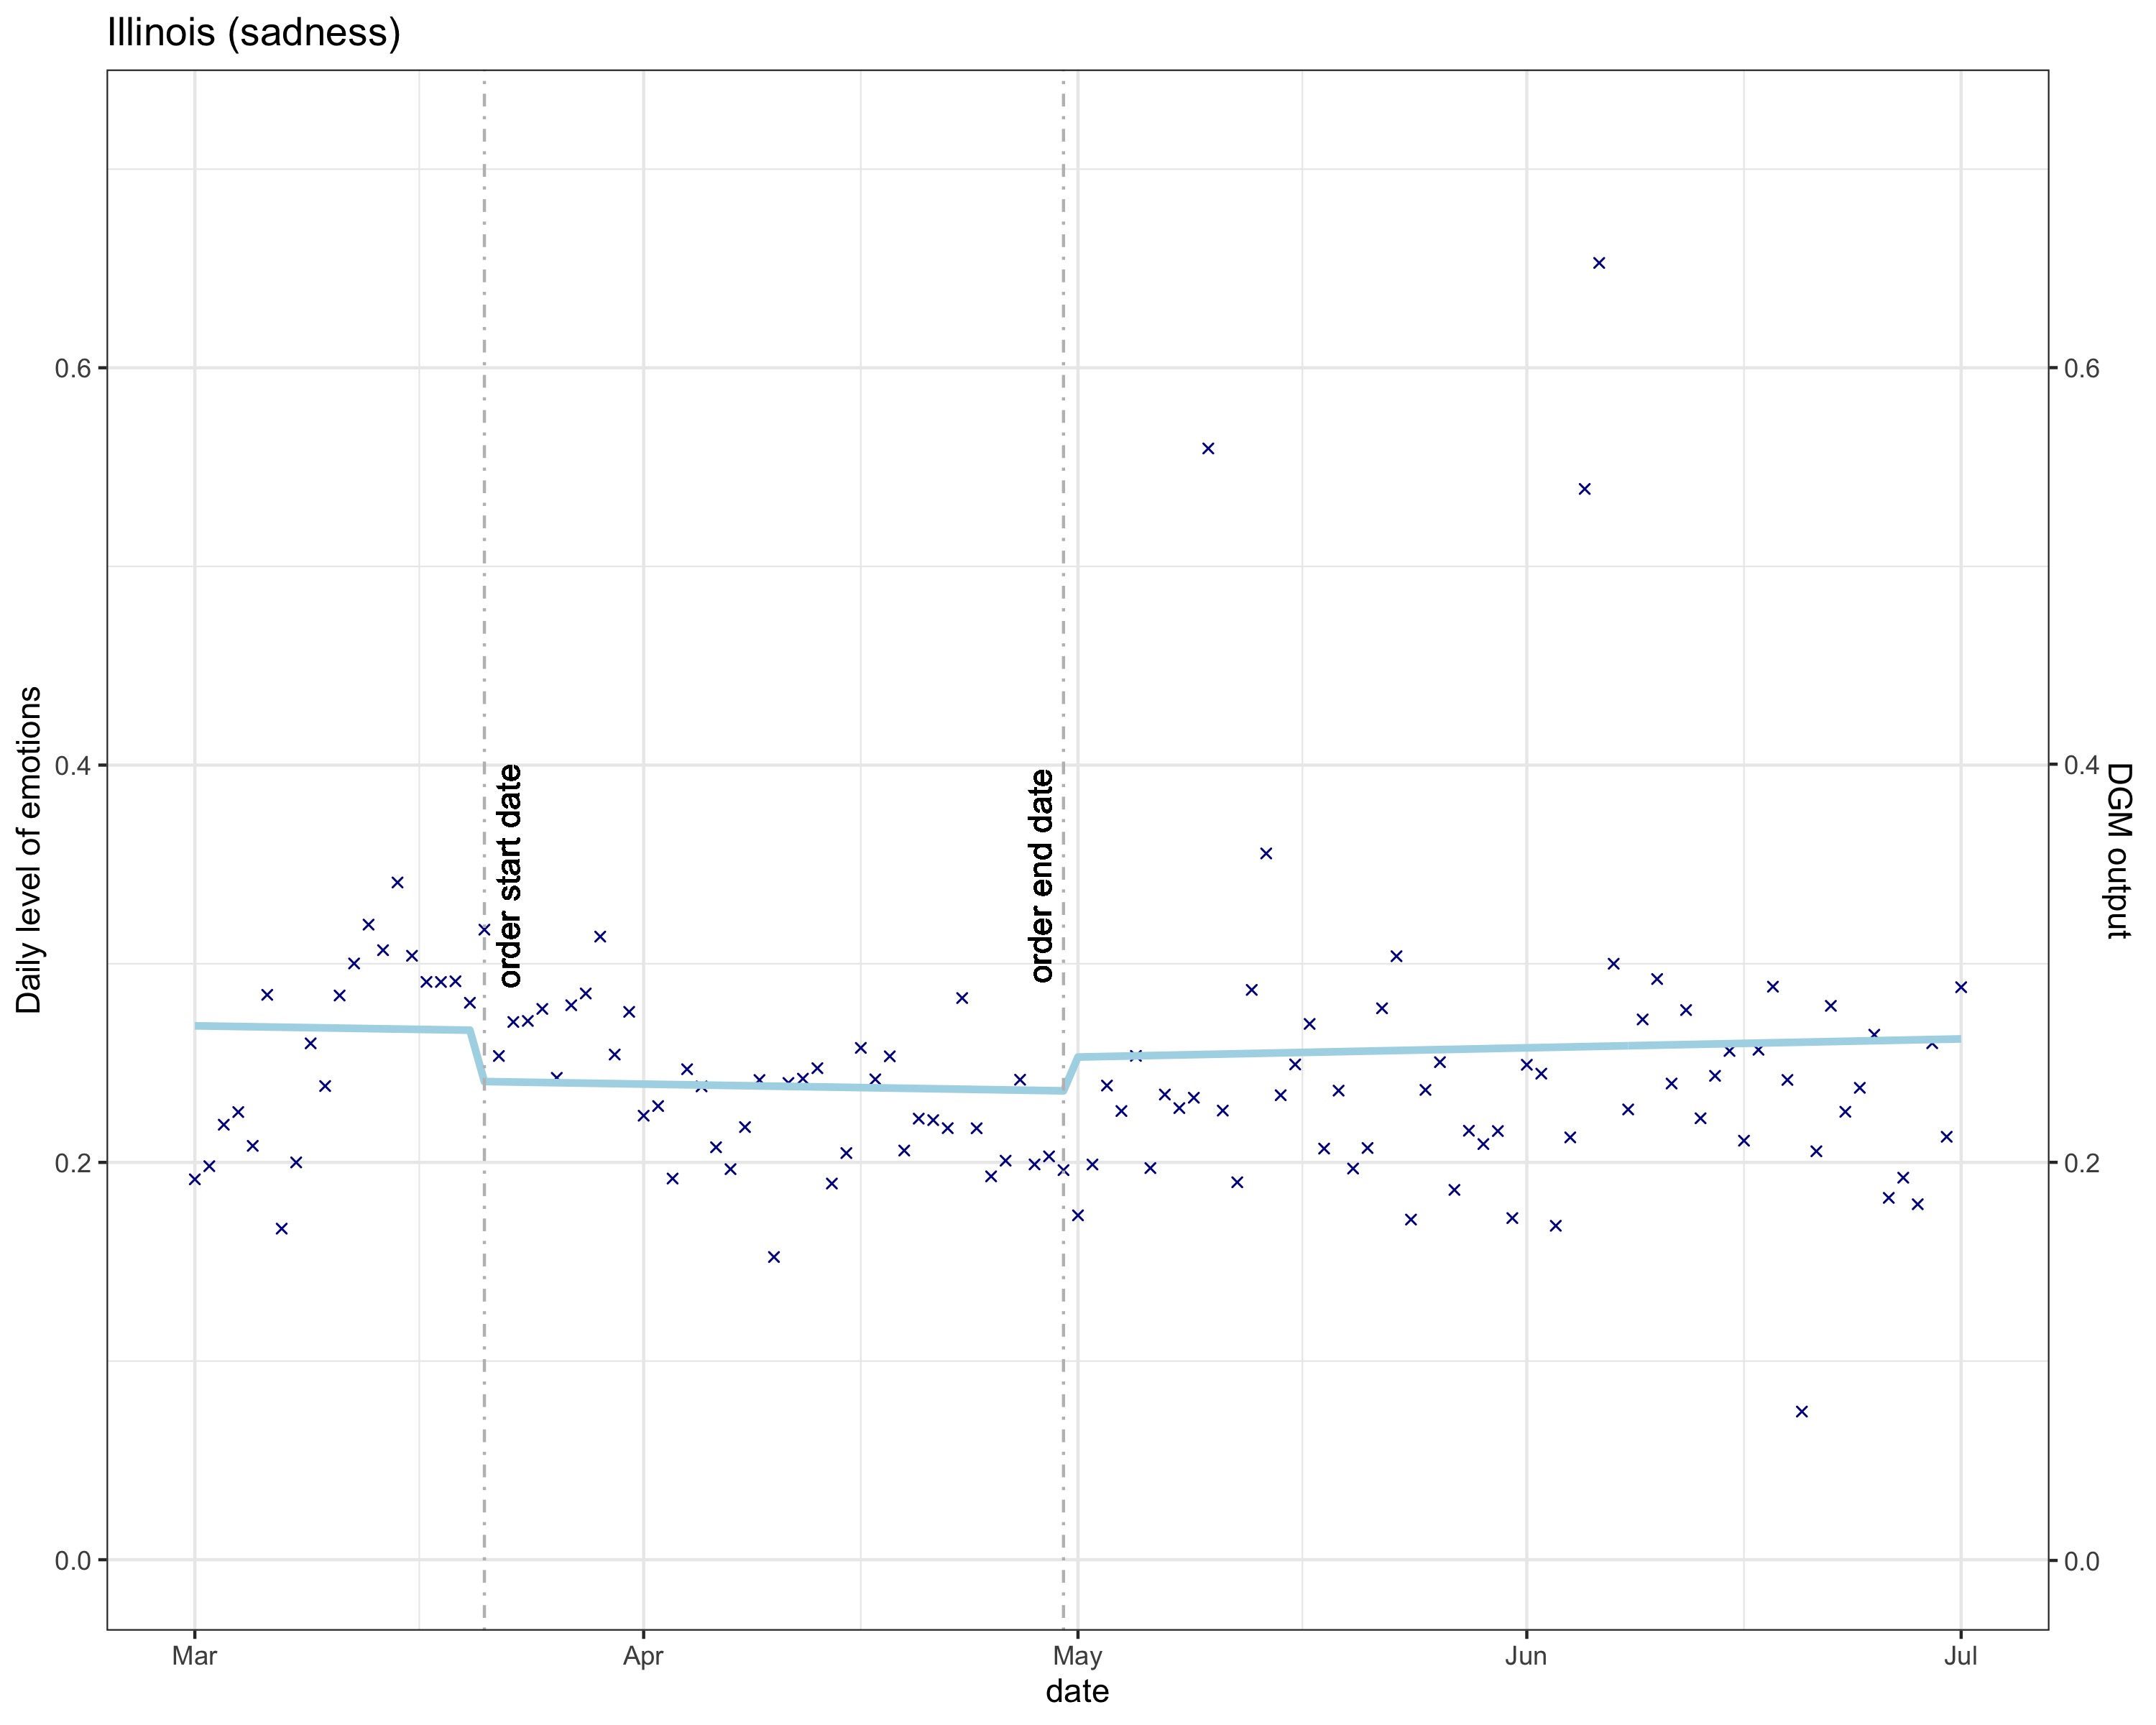 Illinois (sadness)
Daily level of emotions
0.6
0.4
0.2
0.0
order start date
order end date
0.6
0.4
0.2
0.0
DGM output
Mar
Apr
May
Jun
Jul
date